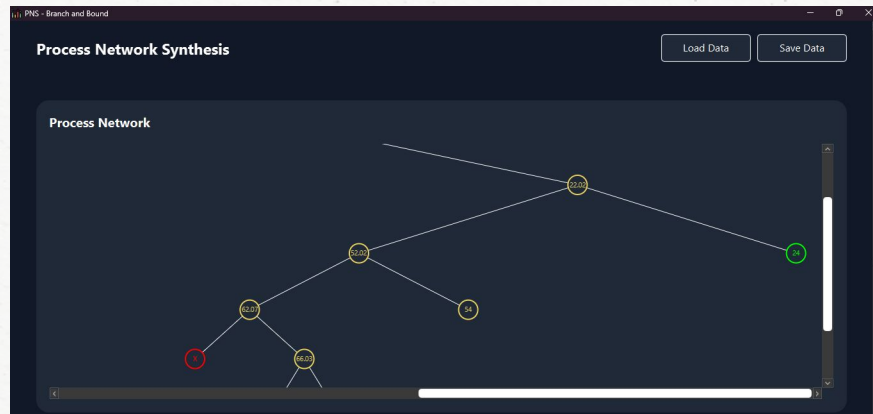 PNS - Branch and Bound
Process Network Synthesis
Load Data
Save Data
Process Network
22.02
52.02
24
62.07
54
66.03